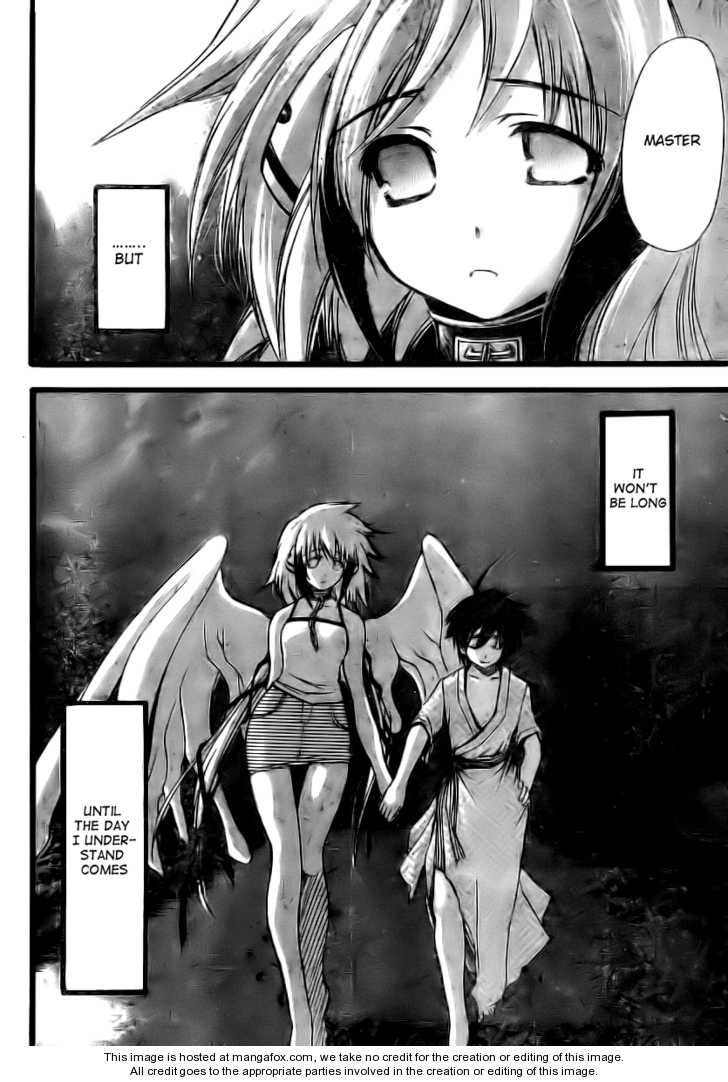 MASTER
........
BUT
IT
WON'T
BE LONG
UNTIL
THE DAY
I UNDER-
STAND
COMES
This image is hosted at mangafox.com, we take no credit for the creation or editing of this image.
All credit goes to the appropriate parties involved in the creation or editing of this image.